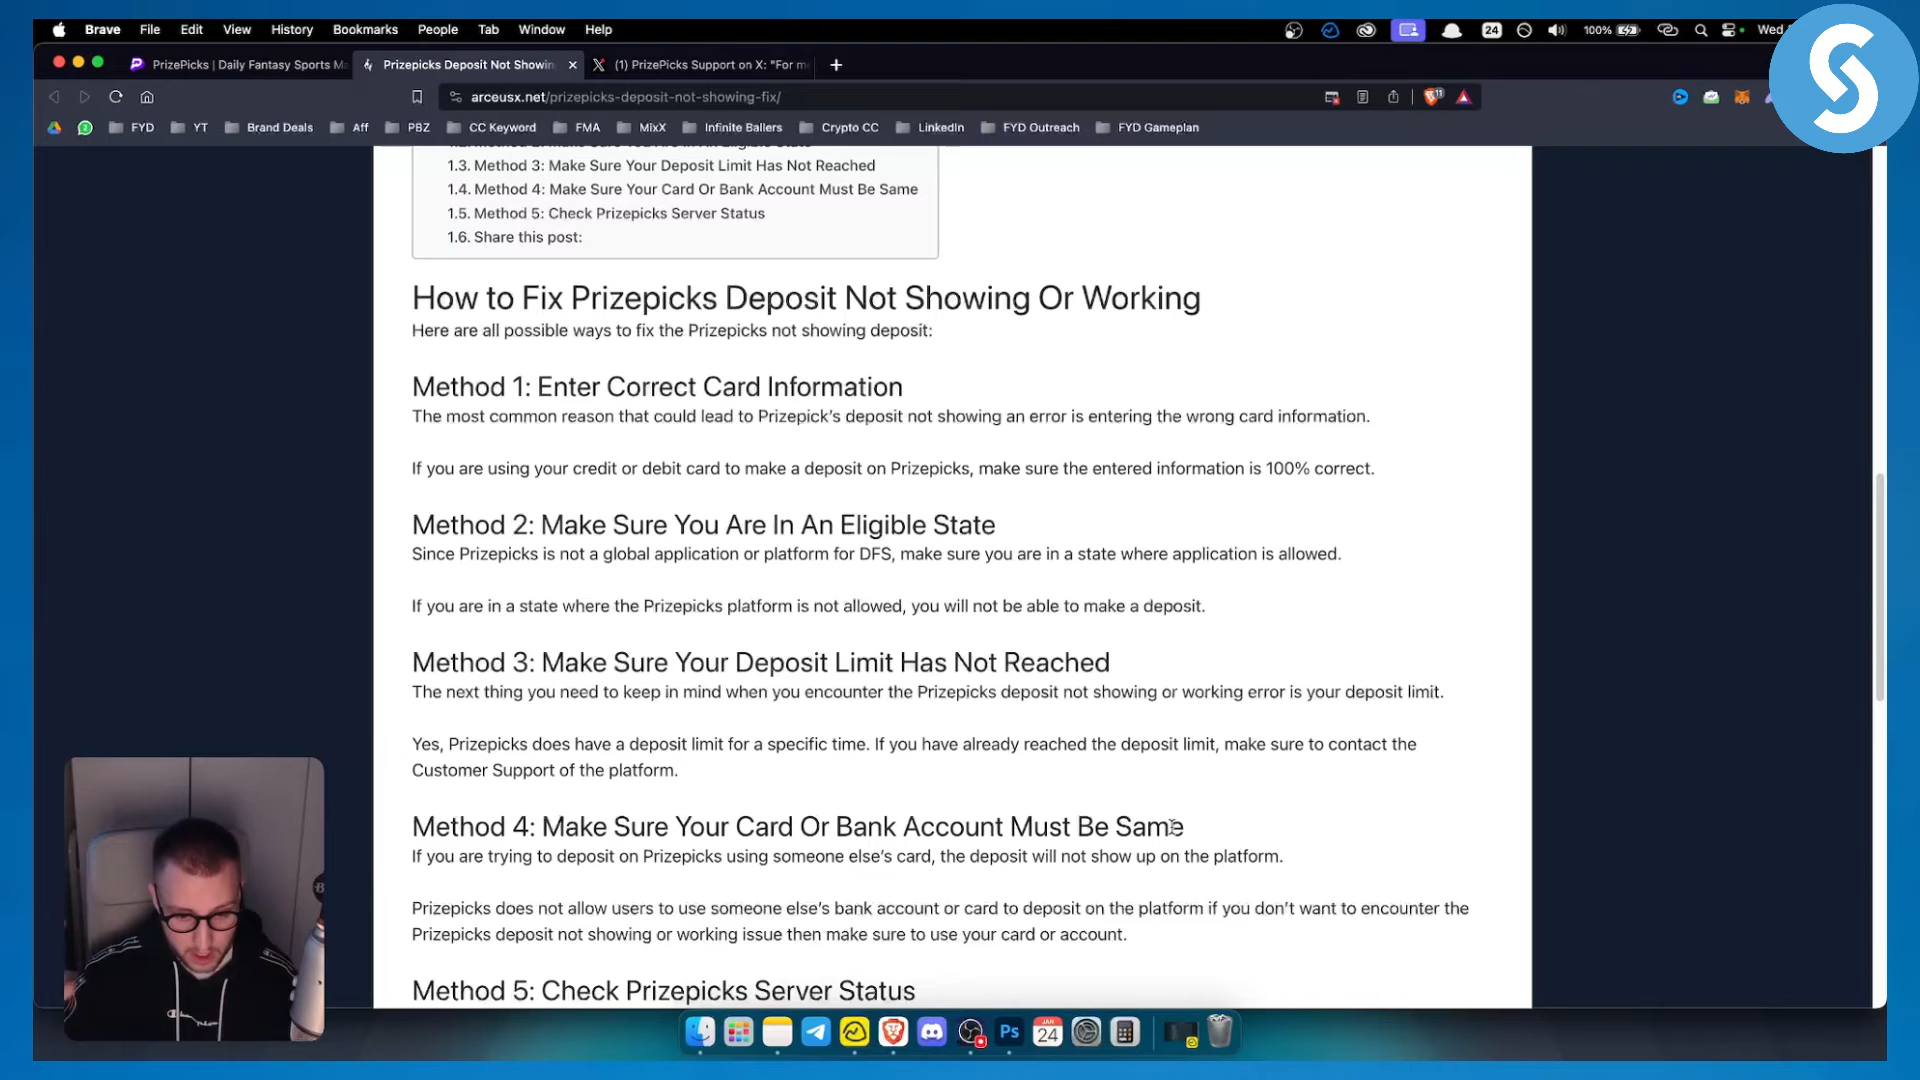 Brave File Edit View History Bookmarks People Tab Window Help 24 100% Wed
PrizePicks | Daily Fantasy Sports Ma Prizepicks Deposit Not Showin (1) PrizePicks Support on X: "For m
arceusx.net/prizepicks-deposit-not-showing-fix/ 11
FYD YT Brand Deals Aff PBZ CC Keyword FMA MixX Infinite Ballers Crypto CC LinkedIn FYD Outreach FYD Gameplan
1.3. Method 3: Make Sure Your Deposit Limit Has Not Reached
1.4. Method 4: Make Sure Your Card Or Bank Account Must Be Same
1.5. Method 5: Check Prizepicks Server Status
1.6. Share this post:
How to Fix Prizepicks Deposit Not Showing Or Working
Here are all possible ways to fix the Prizepicks not showing deposit:
Method 1: Enter Correct Card Information
The most common reason that could lead to Prizepick’s deposit not showing an error is entering the wrong card information.
If you are using your credit or debit card to make a deposit on Prizepicks, make sure the entered information is 100% correct.
Method 2: Make Sure You Are In An Eligible State
Since Prizepicks is not a global application or platform for DFS, make sure you are in a state where application is allowed.
If you are in a state where the Prizepicks platform is not allowed, you will not be able to make a deposit.
Method 3: Make Sure Your Deposit Limit Has Not Reached
The next thing you need to keep in mind when you encounter the Prizepicks deposit not showing or working error is your deposit limit.
Yes, Prizepicks does have a deposit limit for a specific time. If you have already reached the deposit limit, make sure to contact the
Customer Support of the platform.
Method 4: Make Sure Your Card Or Bank Account Must Be Same
If you are trying to deposit on Prizepicks using someone else’s card, the deposit will not show up on the platform.
Prizepicks does not allow users to use someone else’s bank account or card to deposit on the platform if you don’t want to encounter the
Prizepicks deposit not showing or working issue then make sure to use your card or account.
Method 5: Check Prizepicks Server Status
Ps JAN 24